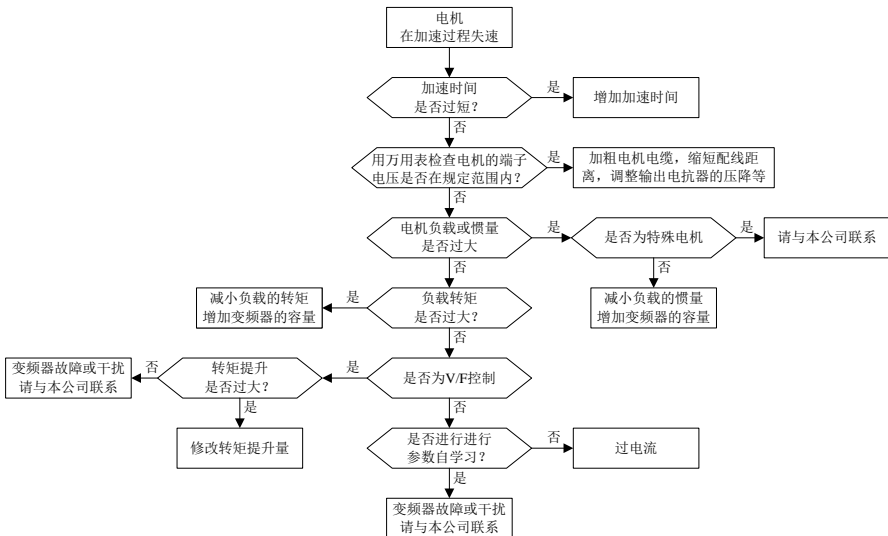 电机
在加速过程失速
加速时间
是否过短？
是
增加加速时间
否
用万用表检查电机的端子
电压是否在规定范围内？
是
加粗电机电缆，缩短配线距
离，调整输出电抗器的压降等
否
电机负载或惯量
是否过大
是
是否为特殊电机
是
请与本公司联系
否
否
减小负载的转矩
增加变频器的容量
是
负载转矩
是否过大？
减小负载的惯量
增加变频器的容量
否
变频器故障或干扰
请与本公司联系
否
转矩提升
是否过大？
是
是否为V/F控制
是
否
修改转矩提升量
是否进行进行
参数自学习？
否
过电流
是
变频器故障或干扰
请与本公司联系